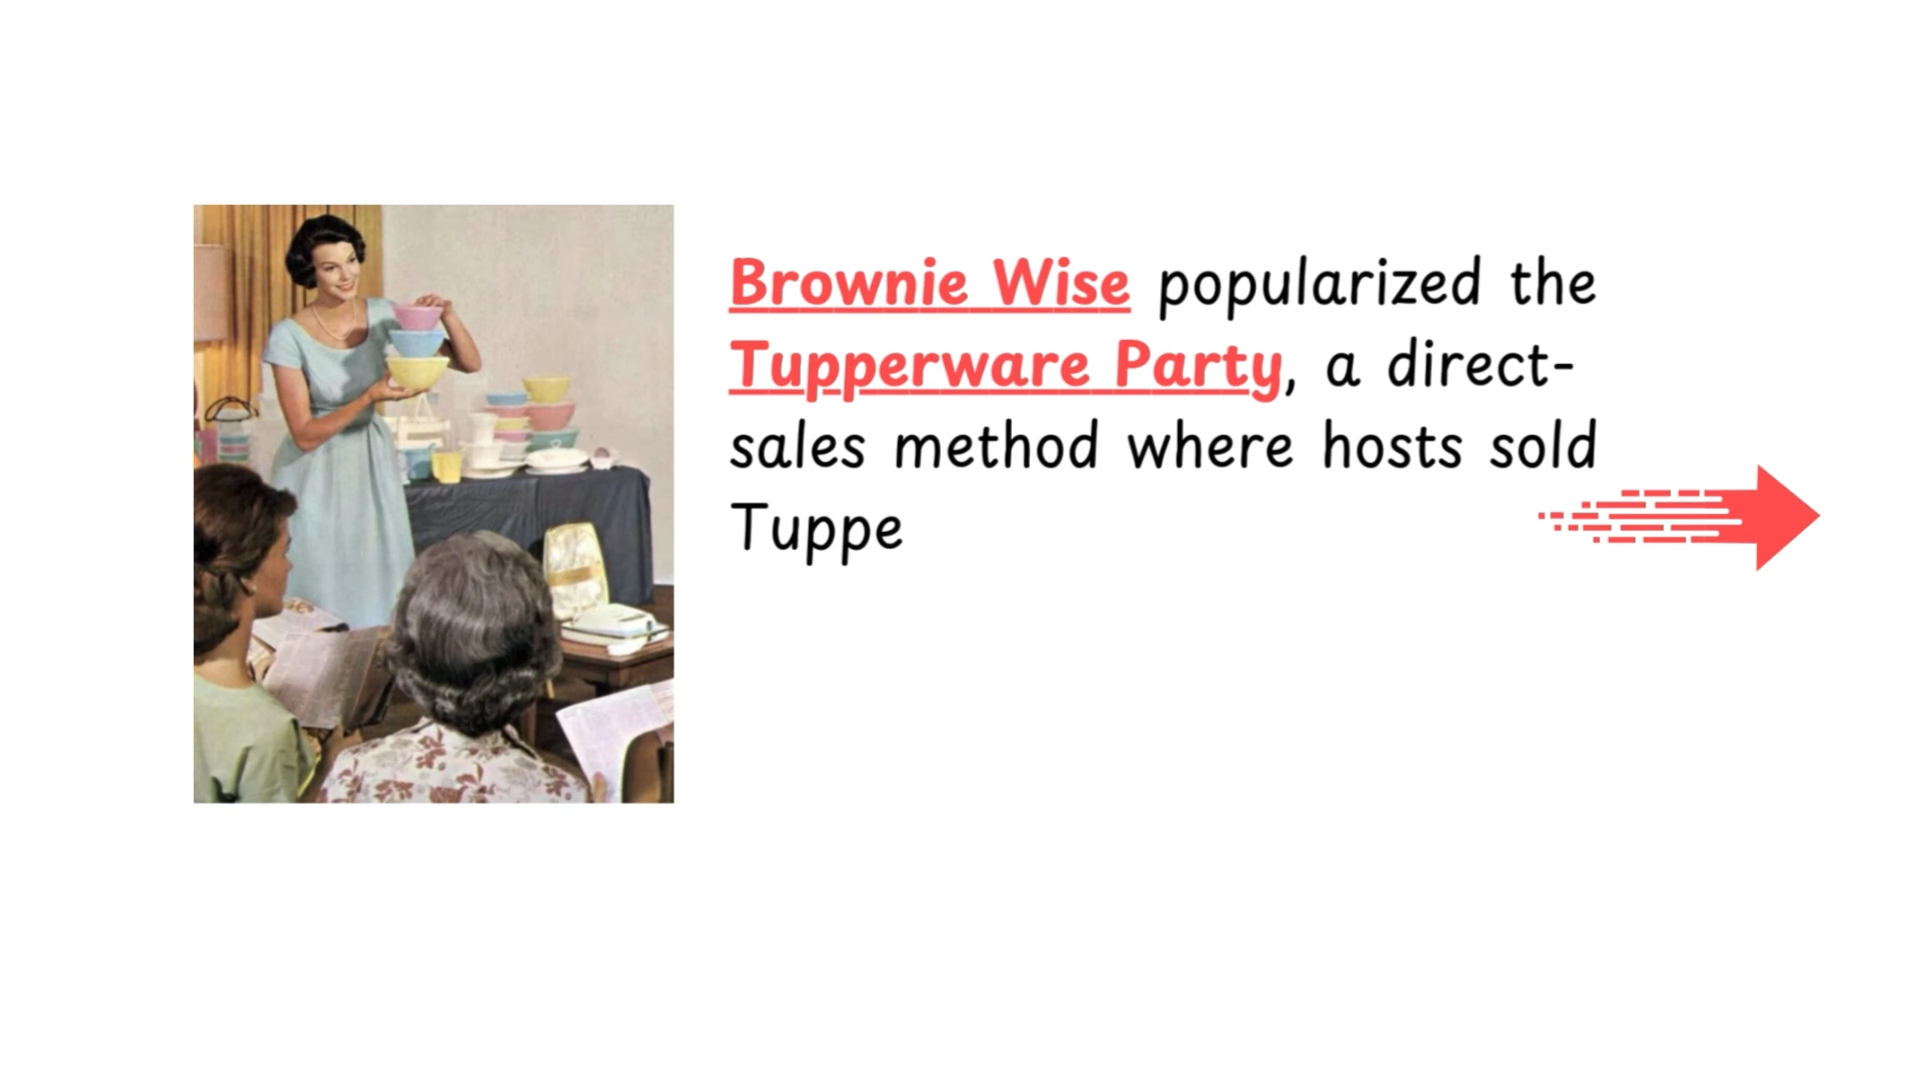 Brownie Wise popularized the
Tupperware Party, a direct-
sales method where hosts sold
Tuppe